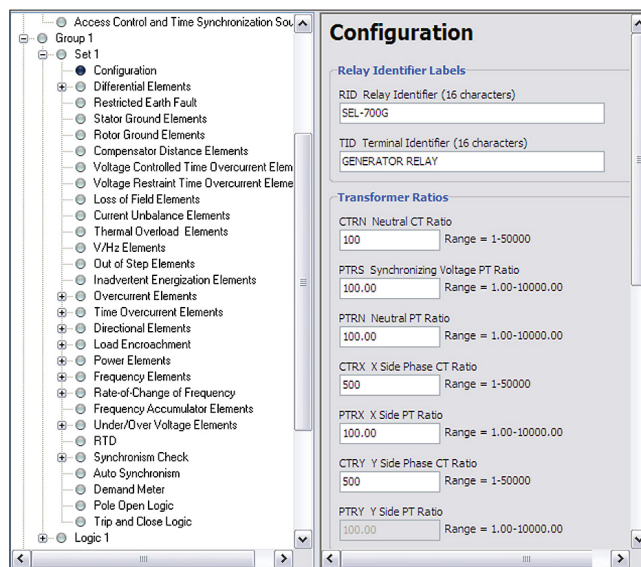 Access Control and Time Synchronization Sou
Group 1
Set 1
Configuration
Differential Elements
Restricted Earth Fault
Stator Ground Elements
Rotor Ground Elements
Compensator Distance Elements
Voltage Controlled Time Overcurrent Elem
Voltage Restraint Time Overcurrent Eleme
Loss of Field Elements
Current Unbalance Elements
Thermal Overload Elements
V/Hz Elements
Out of Step Elements
Inadvertent Energization Elements
Overcurrent Elements
Time Overcurrent Elements
Directional Elements
Load Encroachment
Power Elements
Frequency Elements
Rate-of-Change of Frequency
Frequency Accumulator Elements
Under/Over Voltage Elements
RTD
Synchronism Check
Auto Synchronism
Demand Meter
Pole Open Logic
Trip and Close Logic
Logic 1
Configuration
Relay Identifier Labels
RID Relay Identifier (16 characters)
SEL-700G
TID Terminal Identifier (16 characters)
GENERATOR RELAY
Transformer Ratios
CTRN Neutral CT Ratio
100 Range = 1-50000
PTRS Synchronizing Voltage PT Ratio
100.00 Range = 1.00-10000.00
PTRN Neutral PT Ratio
100.00 Range = 1.00-10000.00
CTRX X Side Phase CT Ratio
500 Range = 1-50000
PTRX X Side PT Ratio
100.00 Range = 1.00-10000.00
CTRY Y Side Phase CT Ratio
500 Range = 1-50000
PTRY Y Side PT Ratio
100.00 Range = 1.00-10000.00